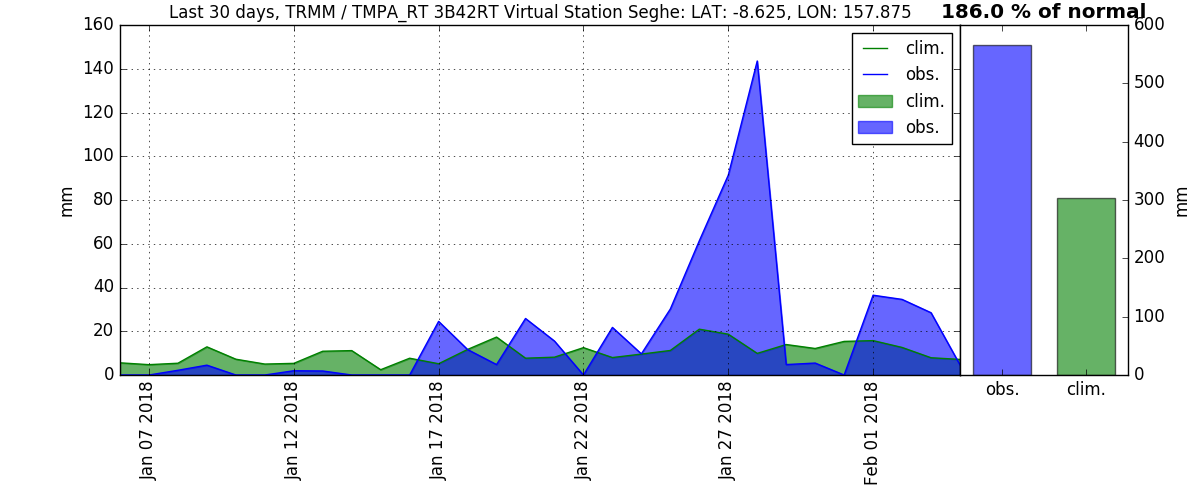 Last 30 days, TRMM / TMPA_RT 3B42RT Virtual Station Seghe: LAT: -8.625, LON: 157.875
186.0 % of normal
160
140
120
100
80
60
40
20
0
mm
clim.
obs.
clim.
obs.
600
500
400
300
200
100
0
mm
obs.
clim.
Jan 07 2018
Jan 12 2018
Jan 17 2018
Jan 22 2018
Jan 27 2018
Feb 01 2018